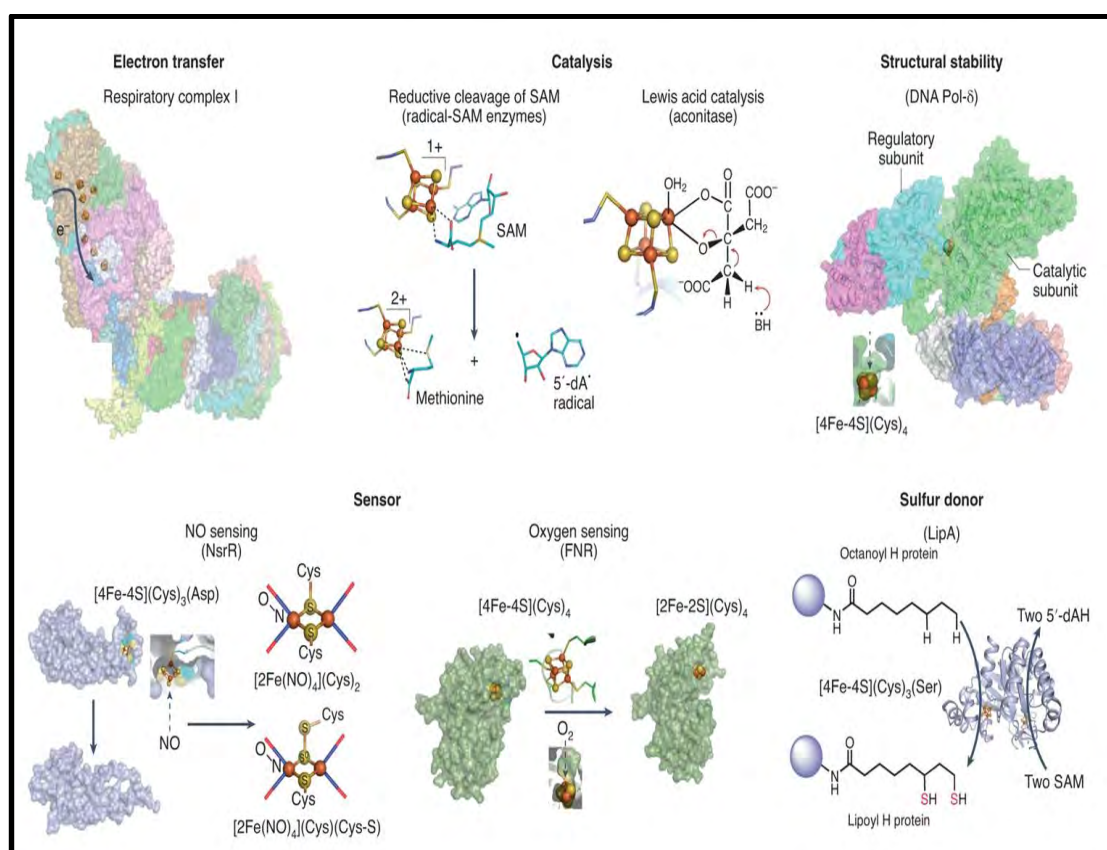 Electron transfer
Respiratory complex I
e⁻
Catalysis
Reductive cleavage of SAM
(radical-SAM enzymes)
1+
SAM
2+
+
Methionine
5′-dA•
radical
Lewis acid catalysis
(aconitase)
OH₂
O
O
O
C
COO⁻
CH₂
C
⁻OOC
C
H
H
BH
Structural stability
(DNA Pol-δ)
Regulatory
subunit
Catalytic
subunit
[4Fe-4S](Cys)₄
Sensor
NO sensing
(NsrR)
[4Fe-4S](Cys)₃(Asp)
NO
Cys
O
N
S
S
Cys
[2Fe(NO)₄](Cys)₂
Cys
S
O
N
S⁰
S
Cys
[2Fe(NO)₄](Cys)(Cys-S)
Oxygen sensing
(FNR)
[4Fe-4S](Cys)₄
O₂
[2Fe-2S](Cys)₄
Sulfur donor
(LipA)
Octanoyl H protein
O
N
H
H
H
Two 5′-dAH
[4Fe-4S](Cys)₃(Ser)
O
N
H
SH
SH
Two SAM
Lipoyl H protein